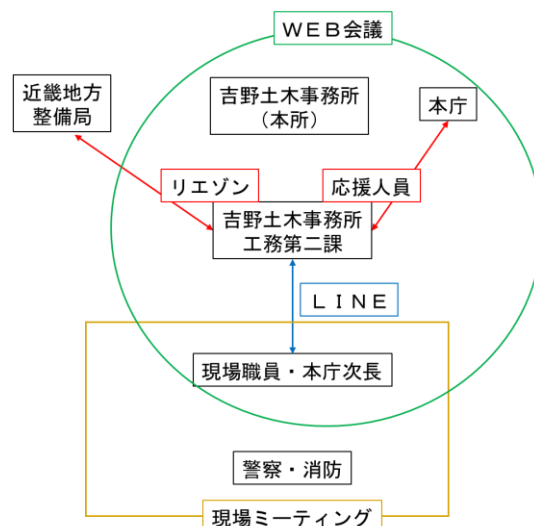 ＷＥＢ会議
近畿地方
整備局
吉野土木事務所
（本所）
本庁
リエゾン
応援人員
吉野土木事務所
工務第二課
ＬＩＮＥ
現場職員・本庁次長
警察・消防
現場ミーティング